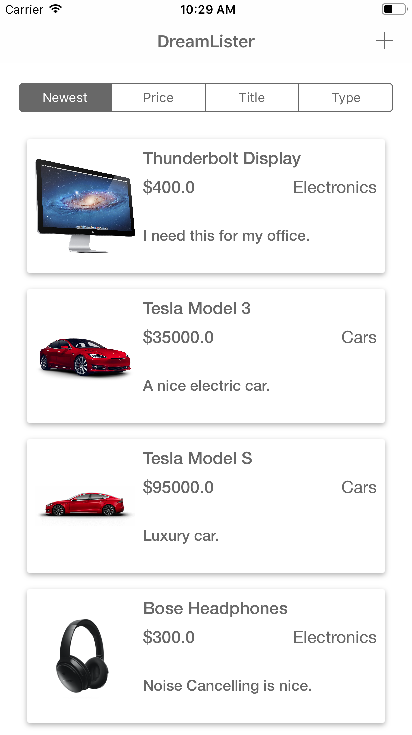 Carrier 10:29 AM
DreamLister
Newest Price Title Type
Thunderbolt Display
$400.0 Electronics
I need this for my office.
Tesla Model 3
$35000.0 Cars
A nice electric car.
Tesla Model S
$95000.0 Cars
Luxury car.
Bose Headphones
$300.0 Electronics
Noise Cancelling is nice.